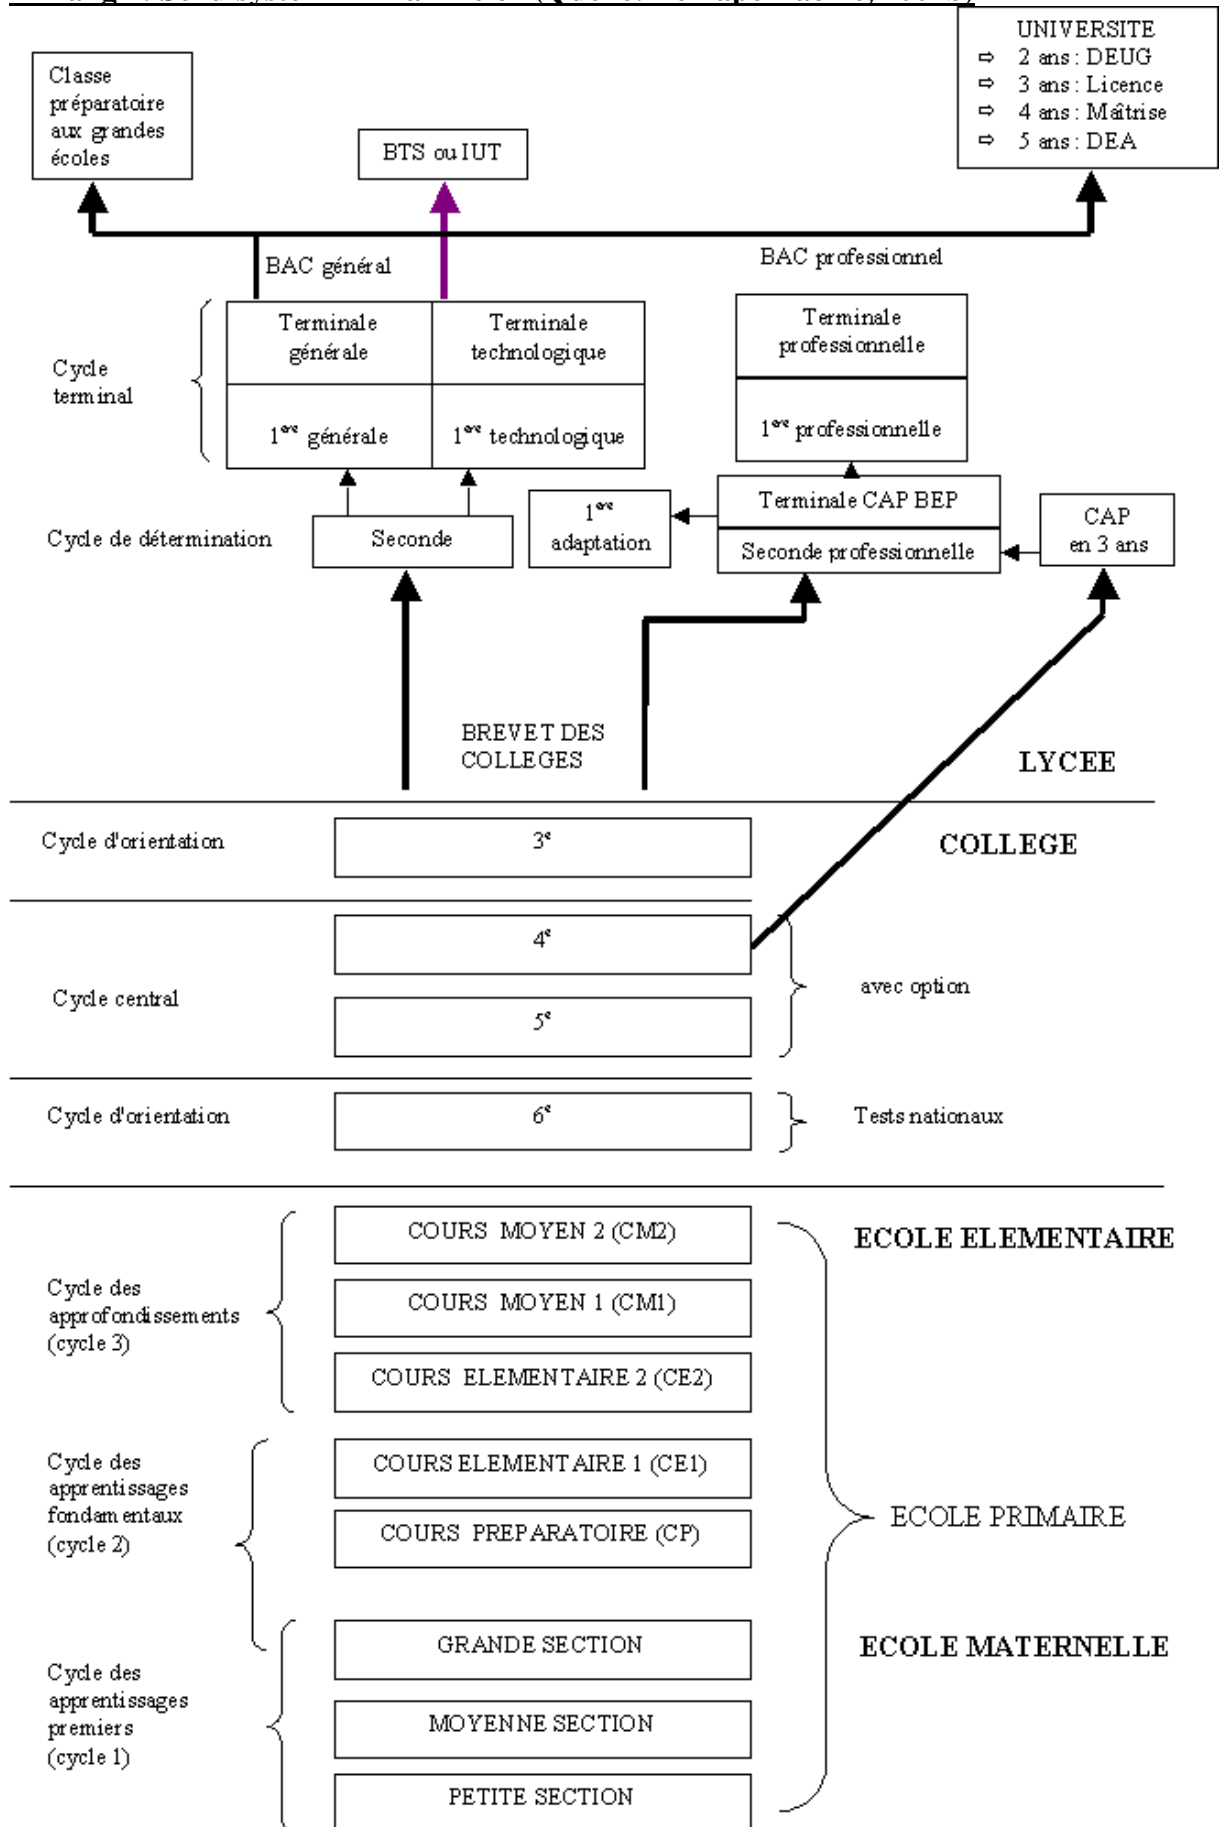 UNIVERSITE
⇨ 2 ans : DEUG
⇨ 3 ans : Licence
⇨ 4 ans : Maîtrise
⇨ 5 ans : DEA
Classe
préparatoire
aux grandes
écoles
BTS ou IUT
BAC général
BAC professionnel
Cycle
terminal
Terminale
générale
Terminale
technologique
Terminale
professionnelle
1ère générale
1ère technologique
1ère professionnelle
Cycle de détermination
Seconde
1ère
adaptation
Terminale CAP BEP
Seconde professionnelle
CAP
en 3 ans
BREVET DES
COLLEGES
LYCEE
Cycle d'orientation
3e
COLLEGE
Cycle central
4e
5e
avec option
Cycle d'orientation
6e
Tests nationaux
COURS MOYEN 2 (CM2)
ECOLE ELEMENTAIRE
Cycle des
approfondissements
(cycle 3)
COURS MOYEN 1 (CM1)
COURS ELEMENTAIRE 2 (CE2)
Cycle des
apprentissages
fondamentaux
(cycle 2)
COURS ELEMENTAIRE 1 (CE1)
COURS PREPARATOIRE (CP)
ECOLE PRIMAIRE
GRANDE SECTION
ECOLE MATERNELLE
Cycle des
apprentissages
premiers
(cycle 1)
MOYENNE SECTION
PETITE SECTION